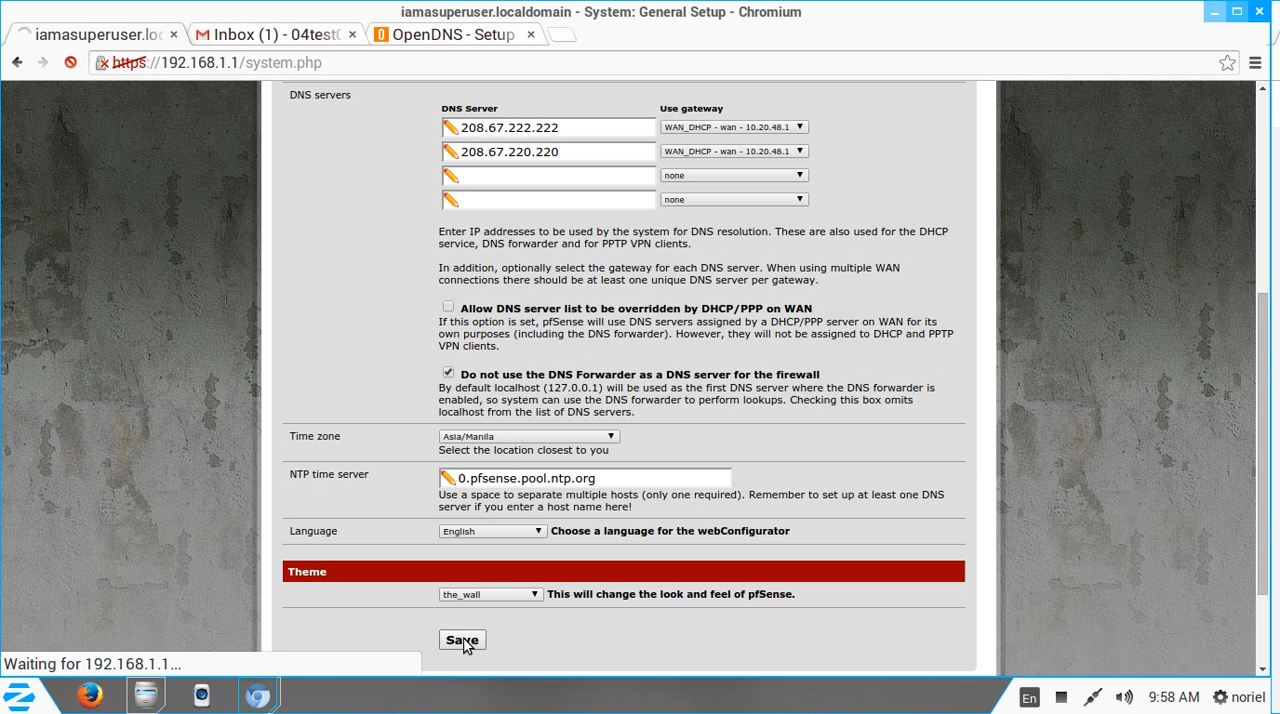 iamasuperuser.localdomain - System: General Setup - Chromium
iamasuperuser.loc
Inbox (1) - 04test
OpenDNS - Setup
https://192.168.1.1/system.php
DNS servers
DNS Server
Use gateway
208.67.222.222
WAN_DHCP - wan - 10.20.48.1
208.67.220.220
WAN_DHCP - wan - 10.20.48.1
none
none
Enter IP addresses to be used by the system for DNS resolution. These are also used for the DHCP
service, DNS forwarder and for PPTP VPN clients.
In addition, optionally select the gateway for each DNS server. When using multiple WAN
connections there should be at least one unique DNS server per gateway.
Allow DNS server list to be overridden by DHCP/PPP on WAN
If this option is set, pfSense will use DNS servers assigned by a DHCP/PPP server on WAN for its
own purposes (including the DNS forwarder). However, they will not be assigned to DHCP and PPTP
VPN clients.
Do not use the DNS Forwarder as a DNS server for the firewall
By default localhost (127.0.0.1) will be used as the first DNS server where the DNS forwarder is
enabled, so system can use the DNS forwarder to perform lookups. Checking this box omits
localhost from the list of DNS servers.
Time zone
Asia/Manila
Select the location closest to you
NTP time server
0.pfsense.pool.ntp.org
Use a space to separate multiple hosts (only one required). Remember to set up at least one DNS
server if you enter a host name here!
Language
English
Choose a language for the webConfigurator
Theme
the_wall
This will change the look and feel of pfSense.
Save
Waiting for 192.168.1.1...
En
9:58 AM
noriel